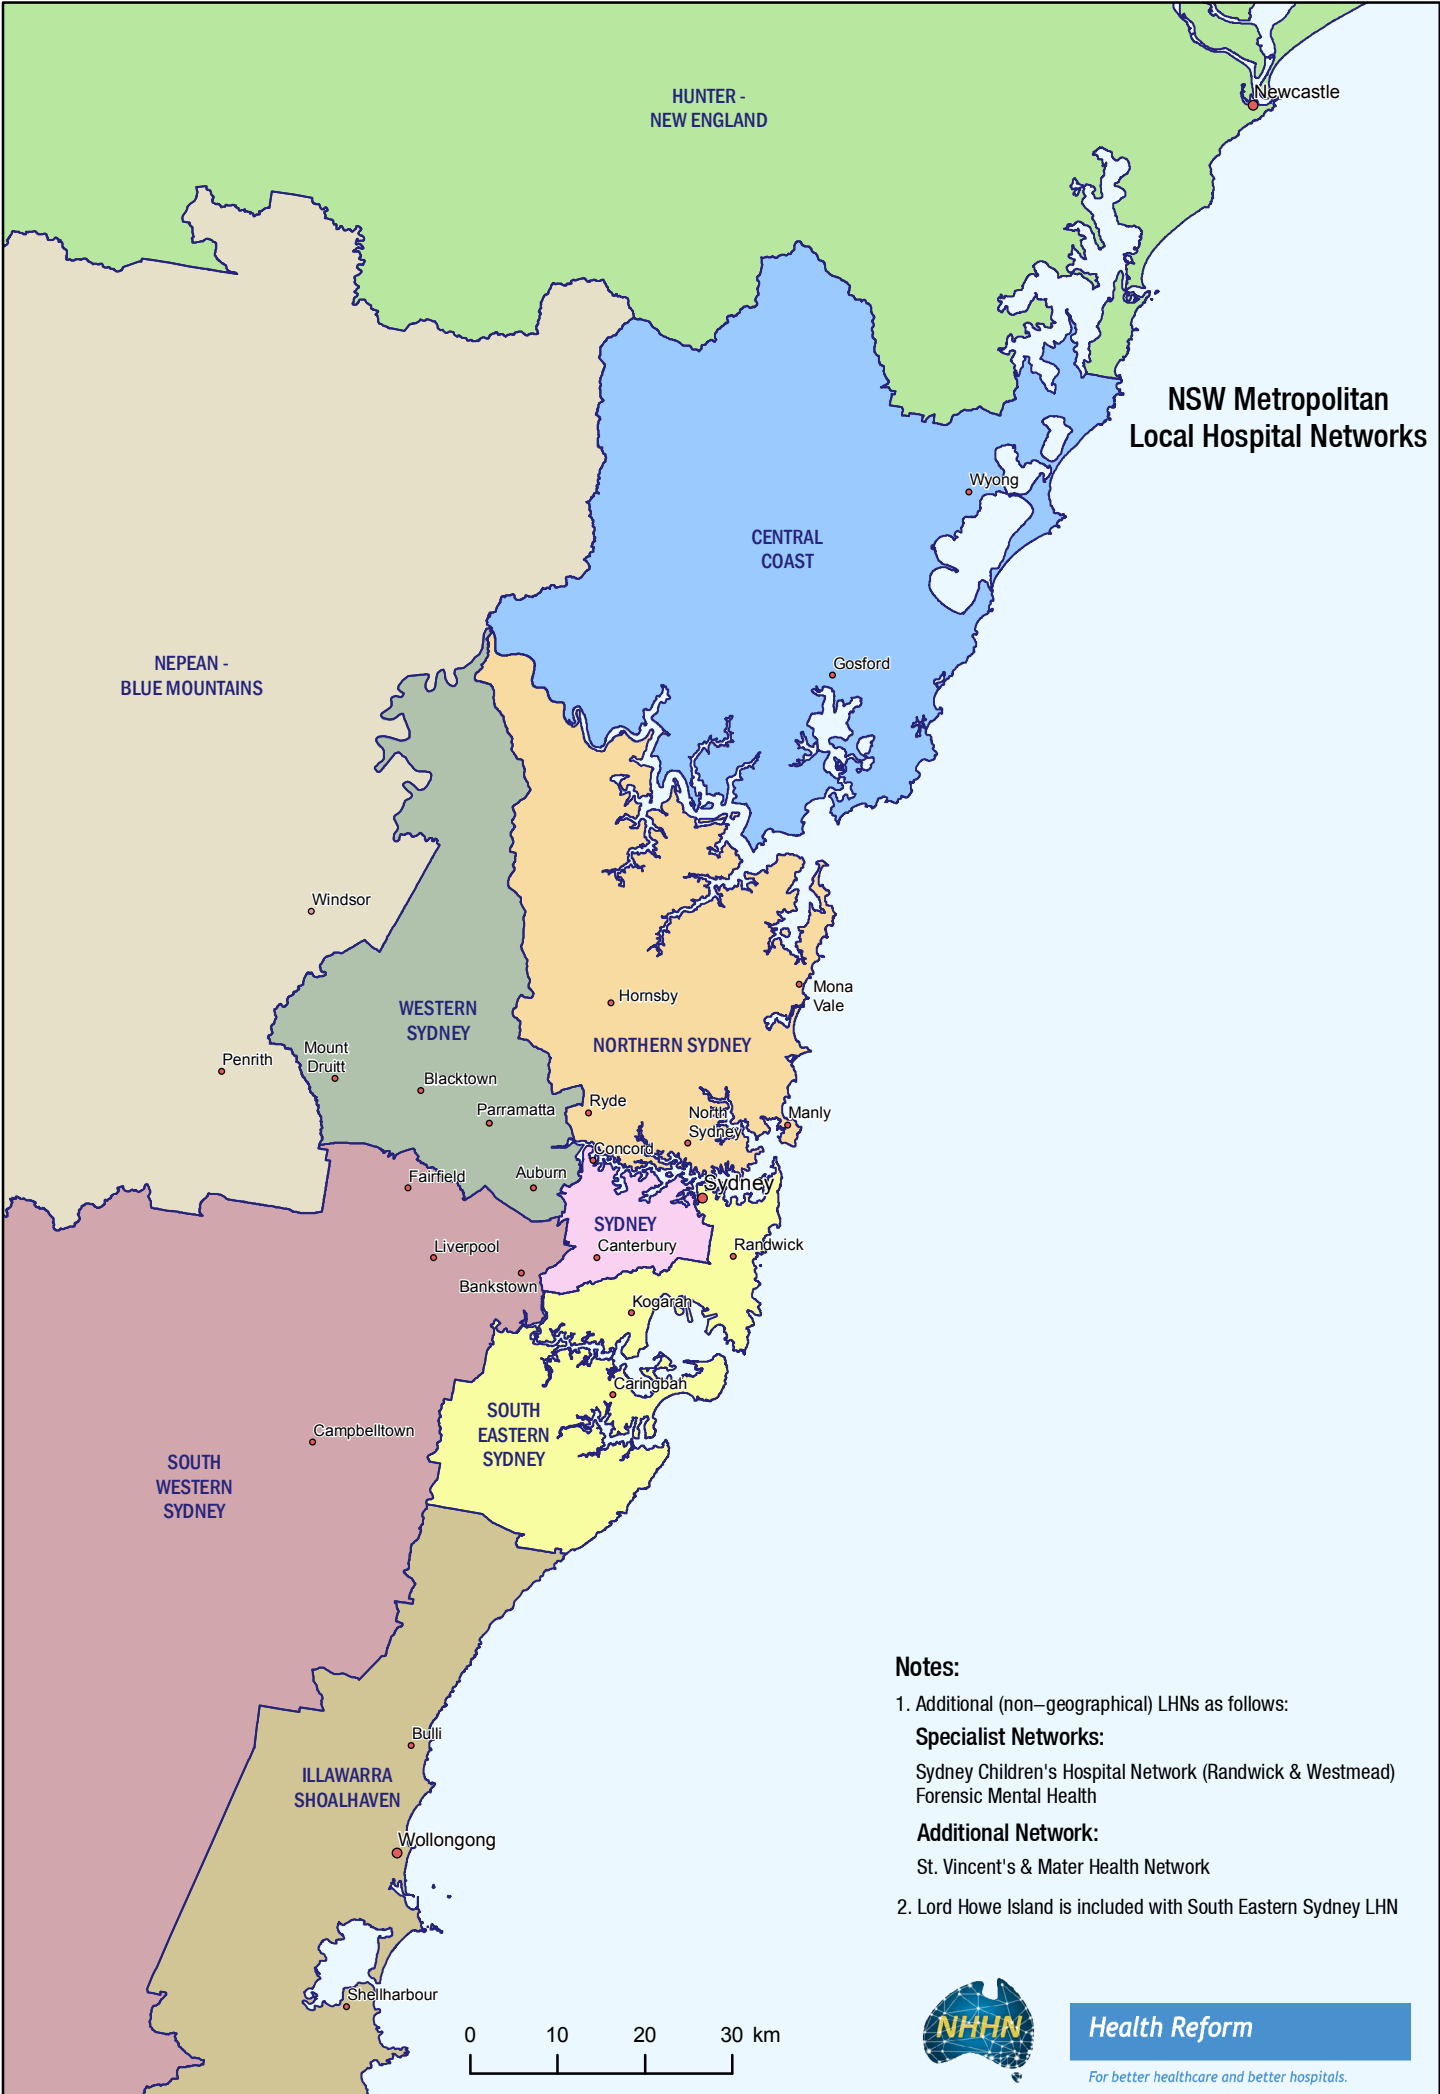 HUNTER -
NEW ENGLAND
Newcastle
NSW Metropolitan
Local Hospital Networks
Wyong
CENTRAL
COAST
NEPEAN -
BLUE MOUNTAINS
Gosford
Windsor
Hornsby
Mona
Vale
WESTERN
SYDNEY
NORTHERN SYDNEY
Penrith
Mount
Druitt
Blacktown
Parramatta
Ryde
North
Sydney
Manly
Concord
Fairfield
Auburn
Sydney
SYDNEY
Canterbury
Randwick
Liverpool
Bankstown
Kogarah
Caringbah
SOUTH
EASTERN
SYDNEY
Campbelltown
SOUTH
WESTERN
SYDNEY
Bulli
ILLAWARRA
SHOALHAVEN
Wollongong
Shellharbour
0 10 20 30 km
Notes:
1. Additional (non–geographical) LHNs as follows:
Specialist Networks:
Sydney Children's Hospital Network (Randwick & Westmead)
Forensic Mental Health
Additional Network:
St. Vincent's & Mater Health Network
2. Lord Howe Island is included with South Eastern Sydney LHN
NHHN
Health Reform
For better healthcare and better hospitals.